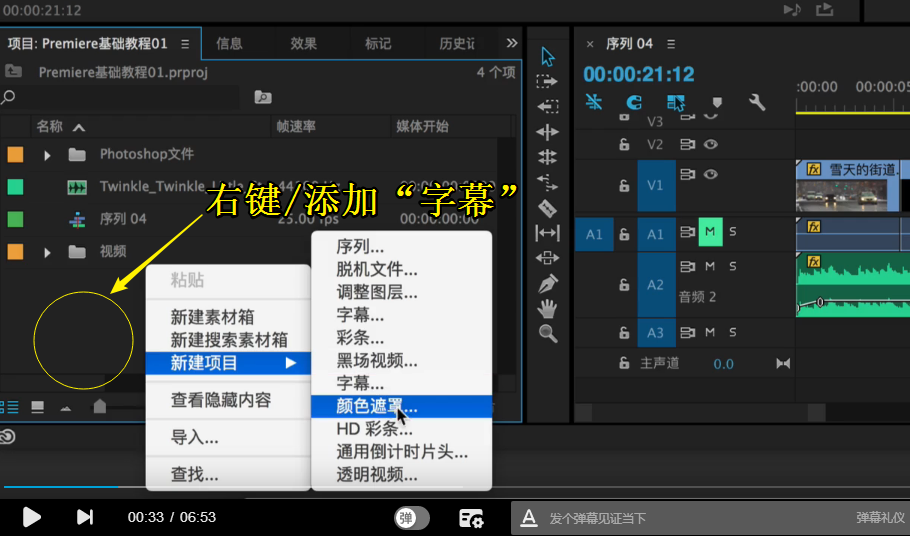 00:00:21:12
项目: Premiere基础教程01 ≡
信息
效果
标记
历史记
Premiere基础教程01.prproj
4 个项
名称
帧速率
媒体开始
Photoshop文件
序列 04
视频
右键/添加“字幕”
粘贴
新建素材箱
新建搜索素材箱
新建项目
查看隐藏内容
导入...
查找...
序列...
脱机文件...
调整图层...
字幕...
彩条...
黑场视频...
字幕...
颜色遮罩...
HD 彩条...
通用倒计时片头...
透明视频...
× 序列 04 ≡
00:00:21:12
:00:00
00:00:05
V3
V2
V1
fx 雪天的街道
A1
A1
M
S
fx
A2
M
S
音频 2
fx
A3
M
S
主声道
0.0
00:33 / 06:53
弹
A
发个弹幕见证当下
弹幕礼仪